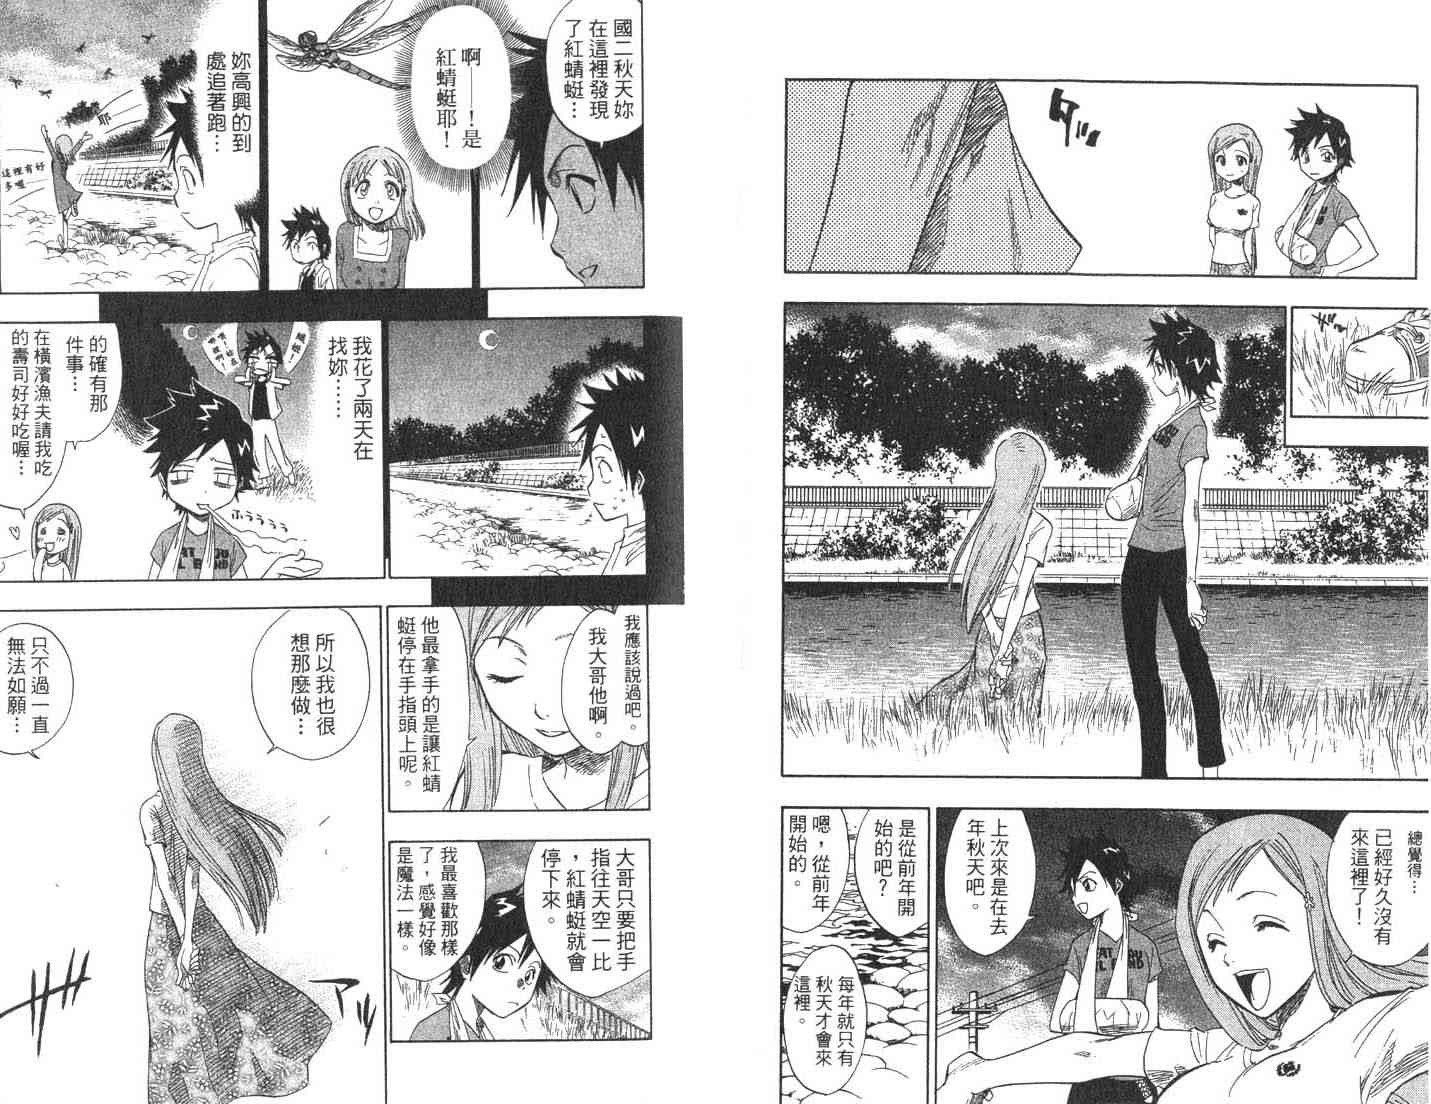 ザッ
總覺得…
已經好久沒有
來這裡了！
上次來是在去
年秋天吧。
是從前年開
始的吧？
嗯，從前年
開始的。
每年就只有
秋天才會來
這裡。
國二秋天妳
在這裡發現
了紅蜻蜓…
啊——！是
紅蜻蜓耶！
妳高興的到
處追著跑…
耶
這裡有好
多喔
我花了兩天在
找妳………
ふぅぅぅぅ
的確有那
件事…
在橫濱漁夫請我吃
的壽司好好吃喔…
我應該說過吧。
我大哥他啊。
他最拿手的是讓紅蜻
蜓停在手指頭上呢。
大哥只要把手
指往天空一比
，紅蜻蜓就會
停下來。
我最喜歡那樣
了，感覺好像
是魔法一樣。
所以我也很
想那麼做…
只不過一直
無法如願…